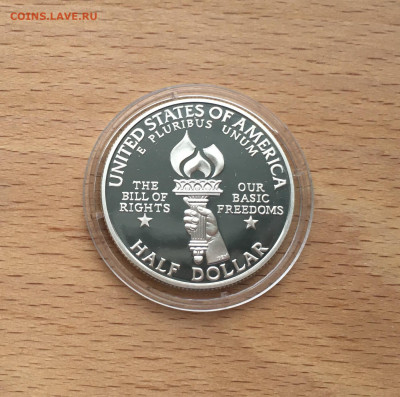 COINS.LAVE.RU
UNITED STATES OF AMERICA
E PLURIBUS UNUM
THE
BILL OF
RIGHTS
OUR
BASIC
FREEDOMS
HALF DOLLAR